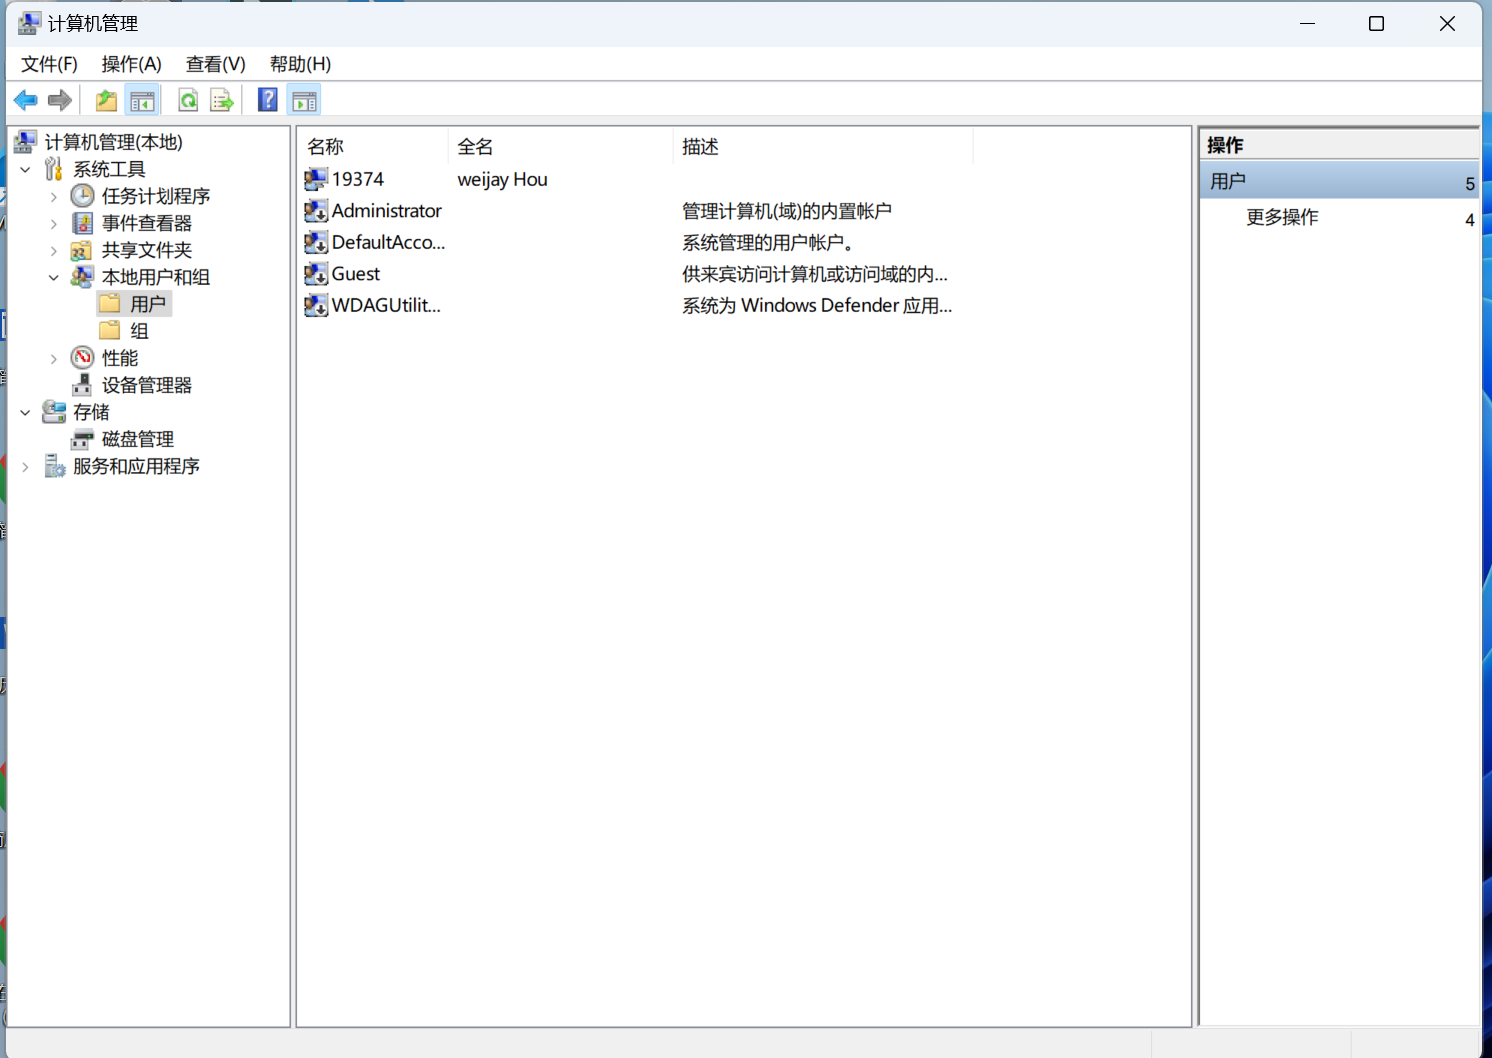 计算机管理
文件(F) 操作(A) 查看(V) 帮助(H)
计算机管理(本地)
系统工具
任务计划程序
事件查看器
共享文件夹
本地用户和组
用户
组
性能
设备管理器
存储
磁盘管理
服务和应用程序
名称 全名 描述
19374 weijay Hou
Administrator 管理计算机(域)的内置帐户
DefaultAcco... 系统管理的用户帐户。
Guest 供来宾访问计算机或访问域的内...
WDAGUtilit... 系统为 Windows Defender 应用...
操作
用户 5
更多操作 4